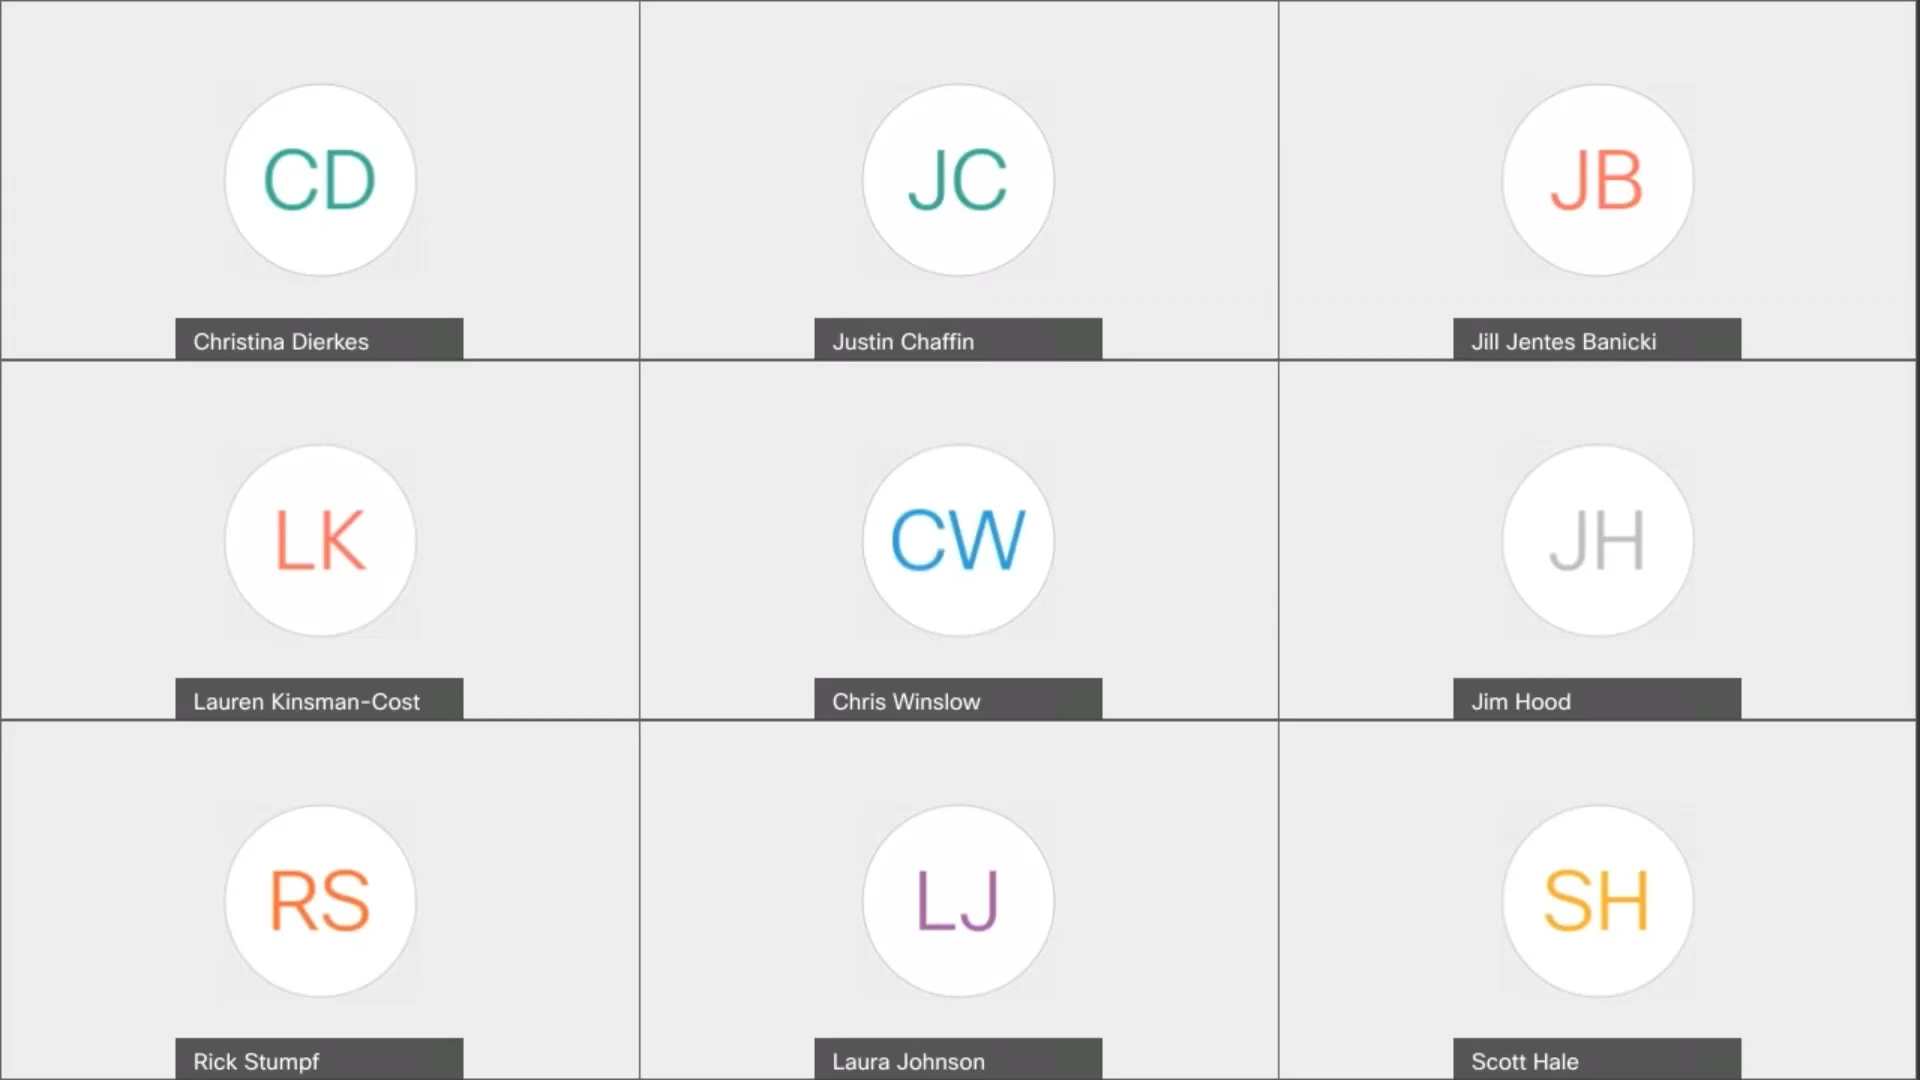 CD
JC
JB
Christina Dierkes
Justin Chaffin
Jill Jentes Banicki
LK
CW
JH
Lauren Kinsman-Cost
Chris Winslow
Jim Hood
RS
LJ
SH
Rick Stumpf
Laura Johnson
Scott Hale